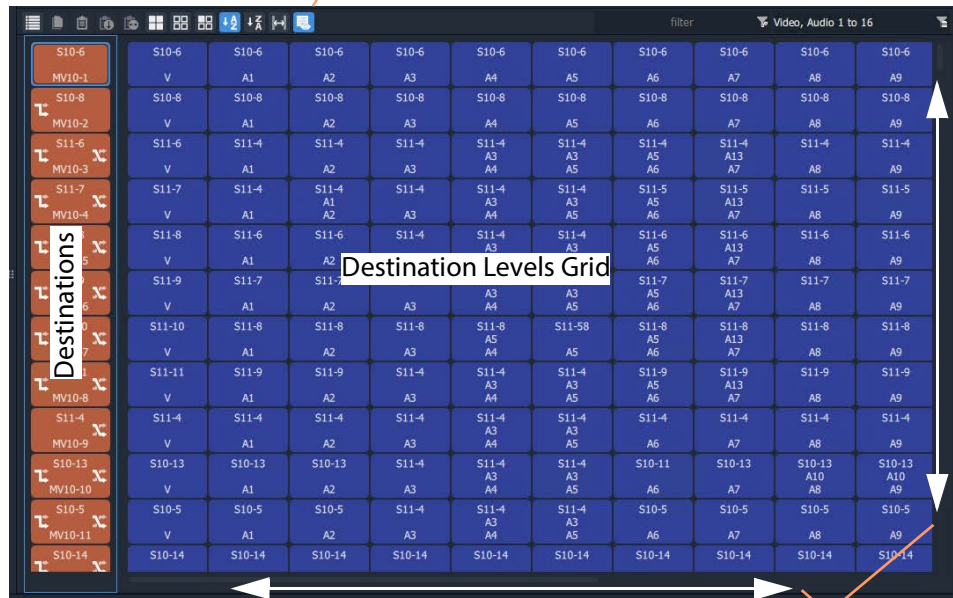 filter Video, Audio 1 to 16
S10-6 S10-6 S10-6 S10-6 S10-6 S10-6 S10-6 S10-6 S10-6 S10-6 S10-6
MV10-1 V A1 A2 A3 A4 A5 A6 A7 A8 A9
S10-8 S10-8 S10-8 S10-8 S10-8 S10-8 S10-8 S10-8 S10-8 S10-8 S10-8
MV10-2 V A1 A2 A3 A4 A5 A6 A7 A8 A9
S11-6 S11-6 S11-4 S11-4 S11-4 S11-4 S11-4 S11-4 S11-4 S11-4 S11-4
A3 A3 A5 A13
MV10-3 V A1 A2 A3 A4 A5 A6 A7 A8 A9
S11-7 S11-7 S11-4 S11-4 S11-4 S11-4 S11-4 S11-5 S11-5 S11-5 S11-5
A1 A3 A3 A5 A13
MV10-4 V A1 A2 A3 A4 A5 A6 A7 A8 A9
Destinations
S11-8 S11-6 S11-6 S11-4 S11-4 S11-4 S11-6 S11-6 S11-6 S11-6
A3 A3 A5 A13
5 V A1 A2 A6 A7 A8 A9
Destination Levels Grid
S11-9 S11-7 S11-7 S11-7 S11-7 S11-7 S11-7
A3 A3 A5 A13
6 V A1 A2 A3 A4 A5 A6 A7 A8 A9
0 S11-10 S11-8 S11-8 S11-8 S11-8 S11-58 S11-8 S11-8 S11-8 S11-8
A5 A5 A13
7 V A1 A2 A3 A4 A5 A6 A7 A8 A9
1 S11-11 S11-9 S11-9 S11-4 S11-4 S11-4 S11-9 S11-9 S11-9 S11-9
A3 A3 A5 A13
MV10-8 V A1 A2 A3 A4 A5 A6 A7 A8 A9
S11-4 S11-4 S11-4 S11-4 S11-4 S11-4 S11-4 S11-4 S11-4 S11-4 S11-4
A3 A3
MV10-9 V A1 A2 A3 A4 A5 A6 A7 A8 A9
S10-13 S10-13 S10-13 S10-13 S11-4 S11-4 S11-4 S10-11 S10-13 S10-13 S10-13
A3 A3 A10 A10
MV10-10 V A1 A2 A3 A4 A5 A6 A7 A8 A9
S10-5 S10-5 S10-5 S10-5 S11-4 S11-4 S11-4 S10-5 S10-5 S10-5 S10-5
A3 A3
MV10-11 V A1 A2 A3 A4 A5 A6 A7 A8 A9
S10-14 S10-14 S10-14 S10-14 S10-14 S10-14 S10-14 S10-14 S10-14 S10-14 S10-14